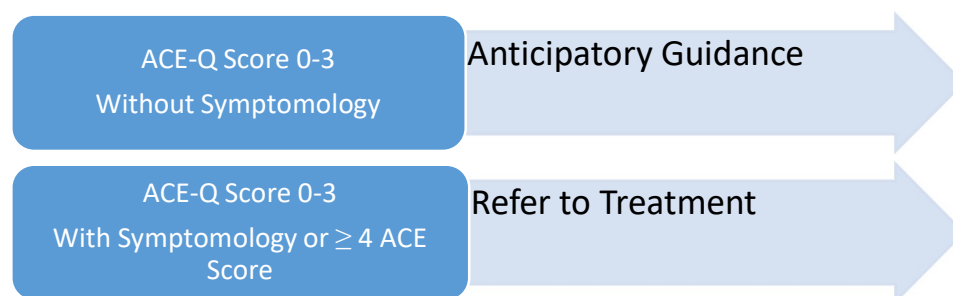 ACE-Q Score 0-3
Without Symptomology
Anticipatory Guidance
ACE-Q Score 0-3
With Symptomology or ≥ 4 ACE
Score
Refer to Treatment